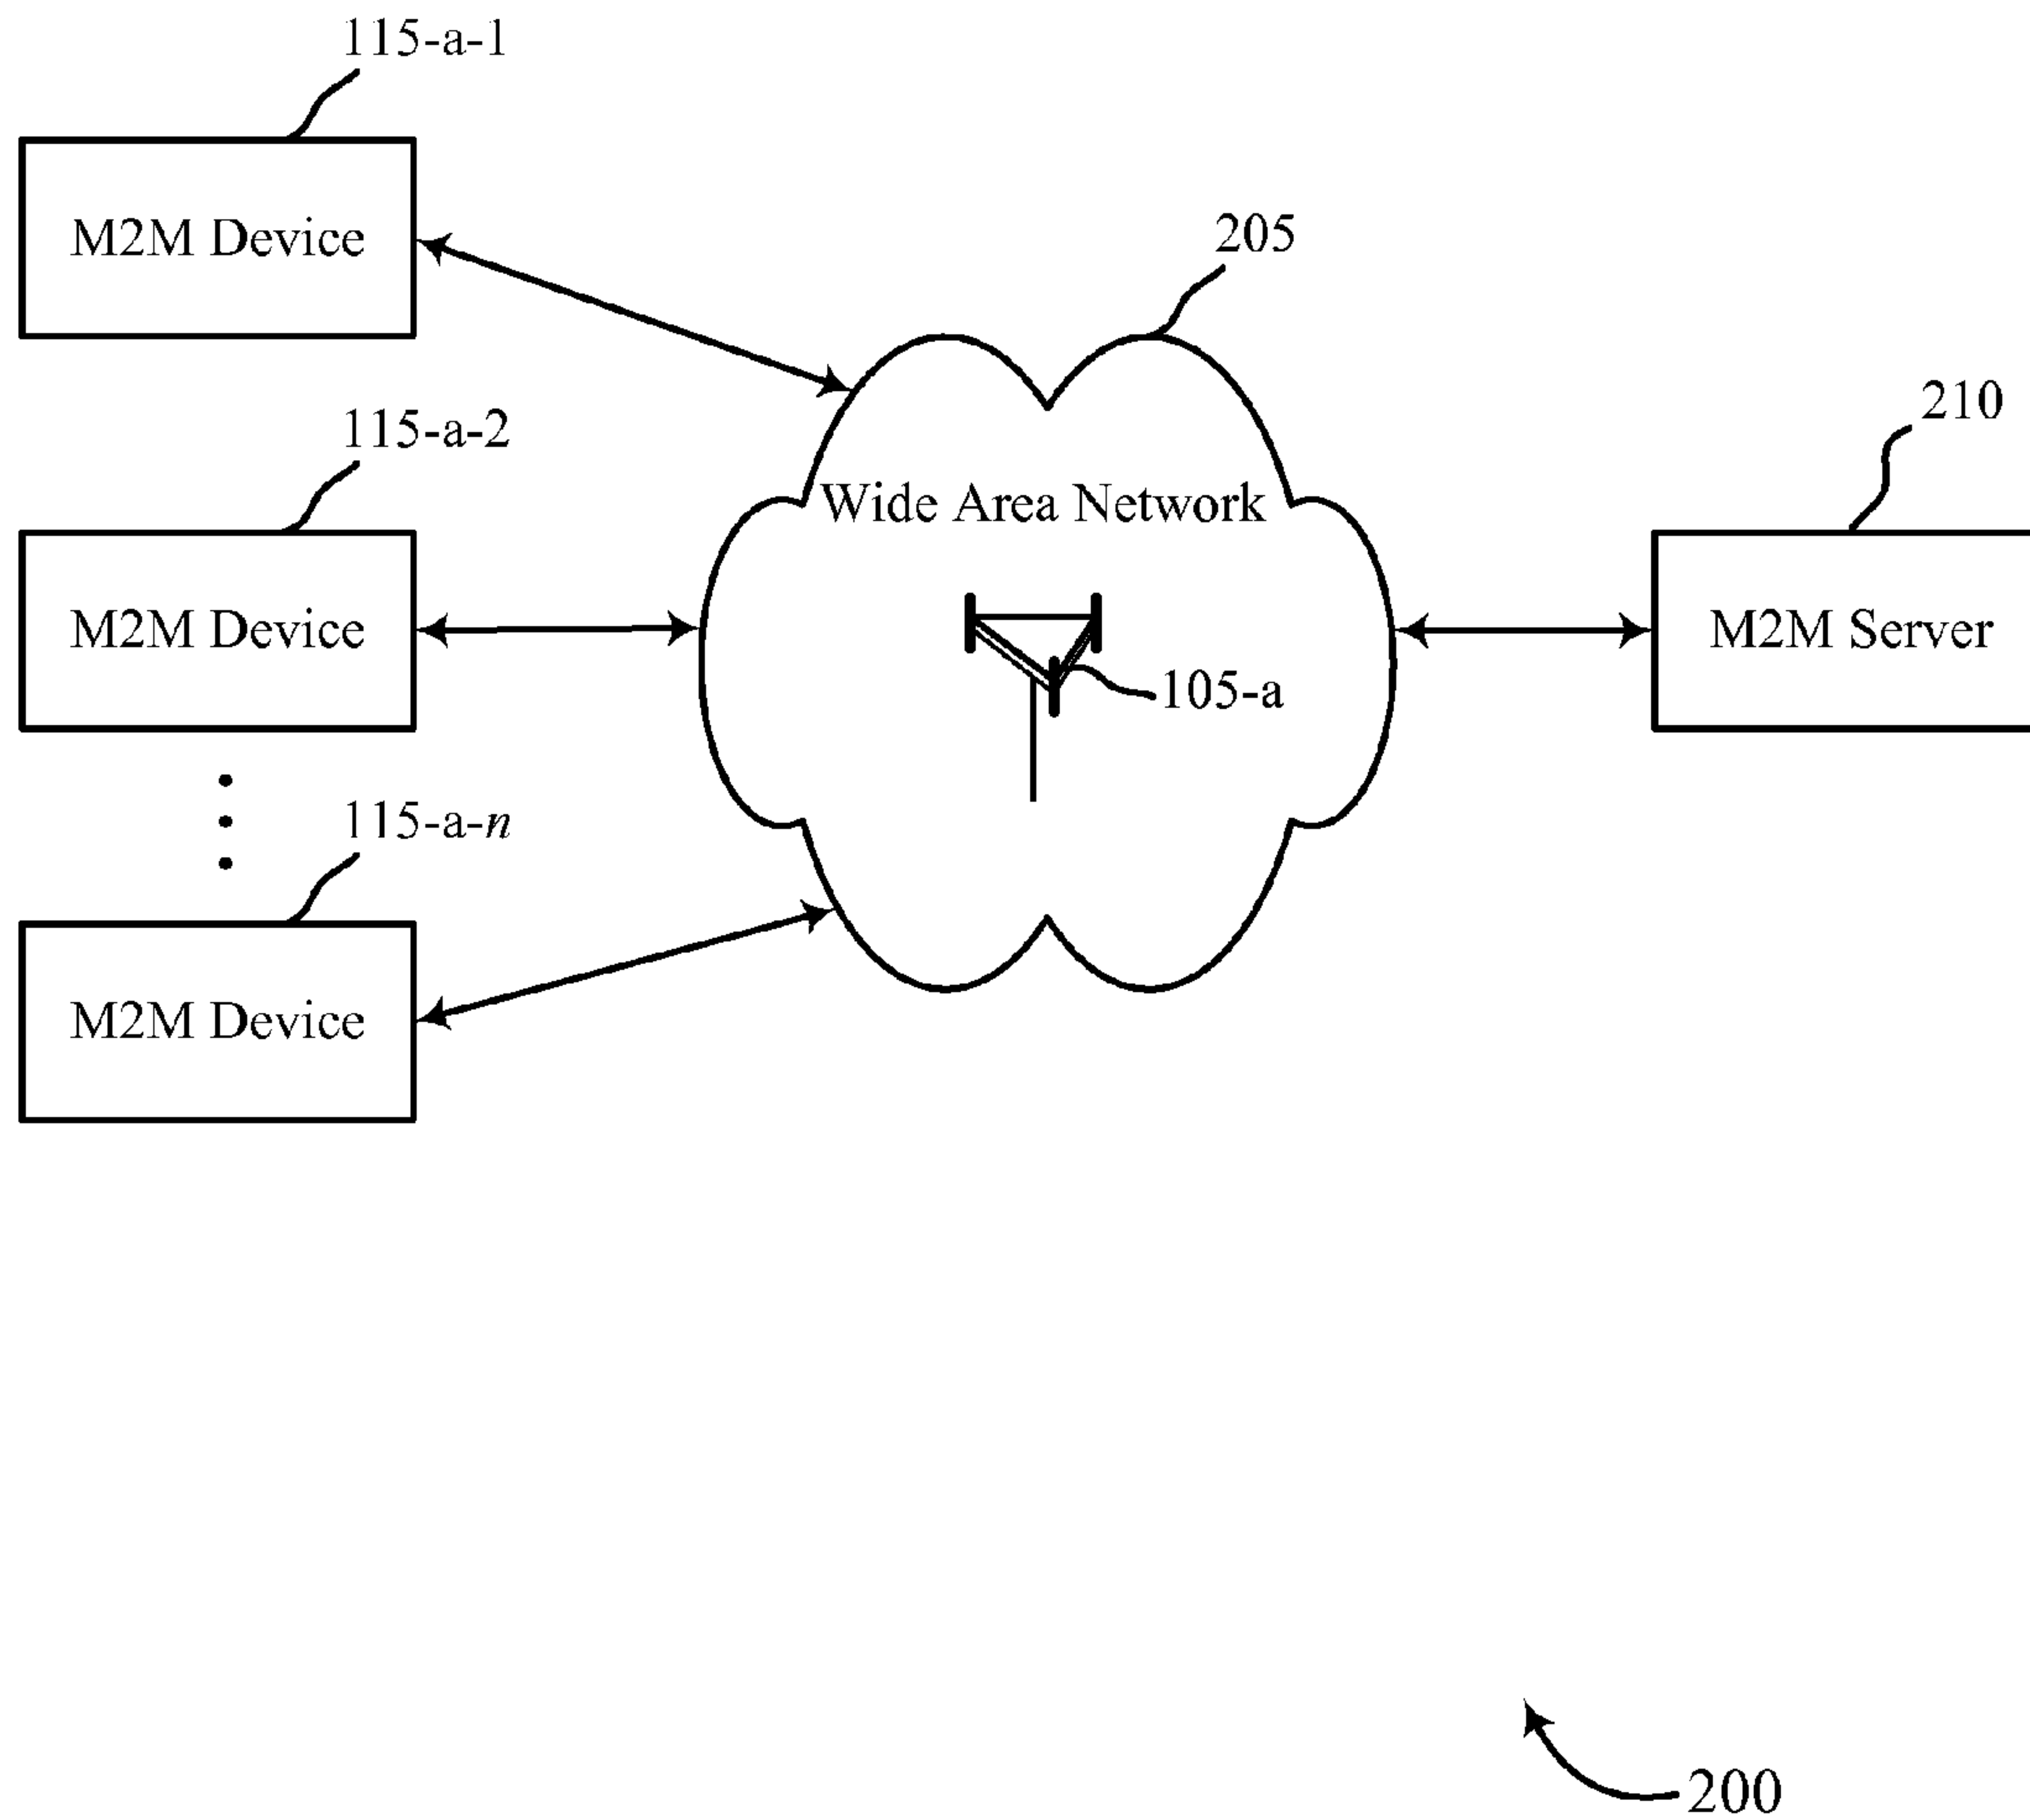 115-a-1
M2M Device
205
210
115-a-2
Wide Area Network
M2M Device
M2M Server
105-a
115-a-n
M2M Device
200